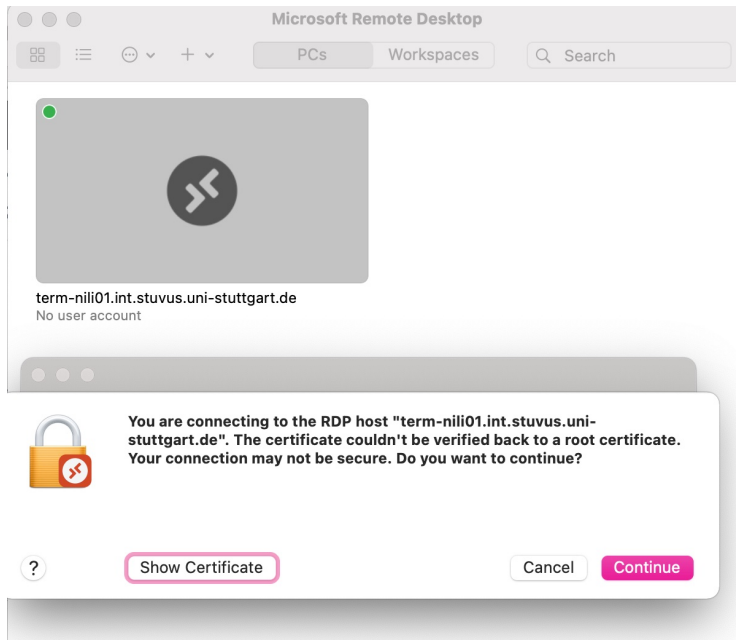 Microsoft Remote Desktop
PCs
Workspaces
Search
term-nili01.int.stuvus.uni-stuttgart.de
No user account
You are connecting to the RDP host "term-nili01.int.stuvus.uni-
stuttgart.de". The certificate couldn't be verified back to a root certificate.
Your connection may not be secure. Do you want to continue?
?
Show Certificate
Cancel
Continue